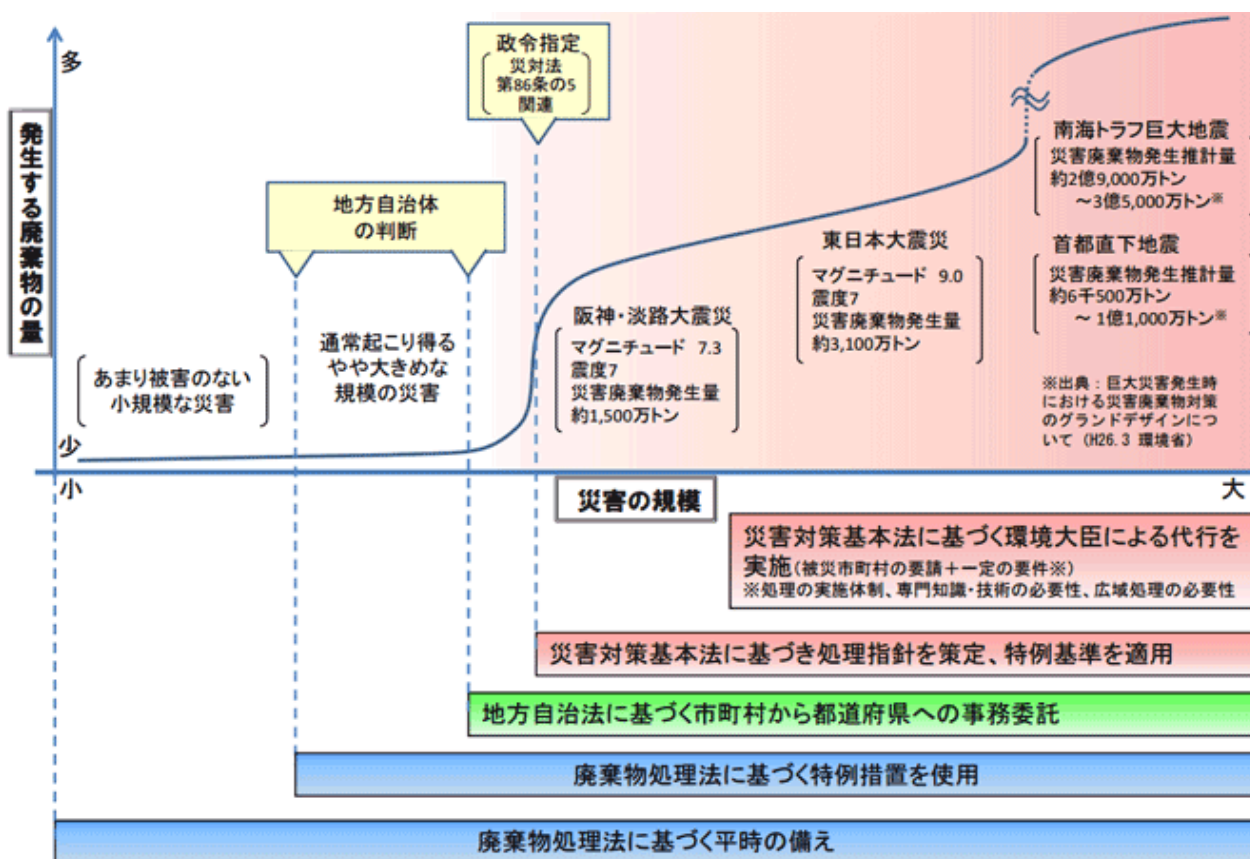 多
発生する廃棄物の量
少
小
政令指定
災対法
第86条の5
関連
地方自治体
の判断
あまり被害のない
小規模な災害
通常起こり得る
やや大きめな
規模の災害
阪神・淡路大震災
マグニチュード 7.3
震度7
災害廃棄物発生量
約1,500万トン
東日本大震災
マグニチュード 9.0
震度7
災害廃棄物発生量
約3,100万トン
南海トラフ巨大地震
災害廃棄物発生推計量
約2億9,000万トン
～3億5,000万トン※
首都直下地震
災害廃棄物発生推計量
約6千500万トン
～1億1,000万トン※
※出典：巨大災害発生時
における災害廃棄物対策
のグランドデザインにつ
いて（H26.3 環境省）
災害の規模
大
災害対策基本法に基づく環境大臣による代行を
実施(被災市町村の要請＋一定の要件※)
※処理の実施体制、専門知識・技術の必要性、広域処理の必要性
災害対策基本法に基づき処理指針を策定、特例基準を適用
地方自治法に基づく市町村から都道府県への事務委託
廃棄物処理法に基づく特例措置を使用
廃棄物処理法に基づく平時の備え